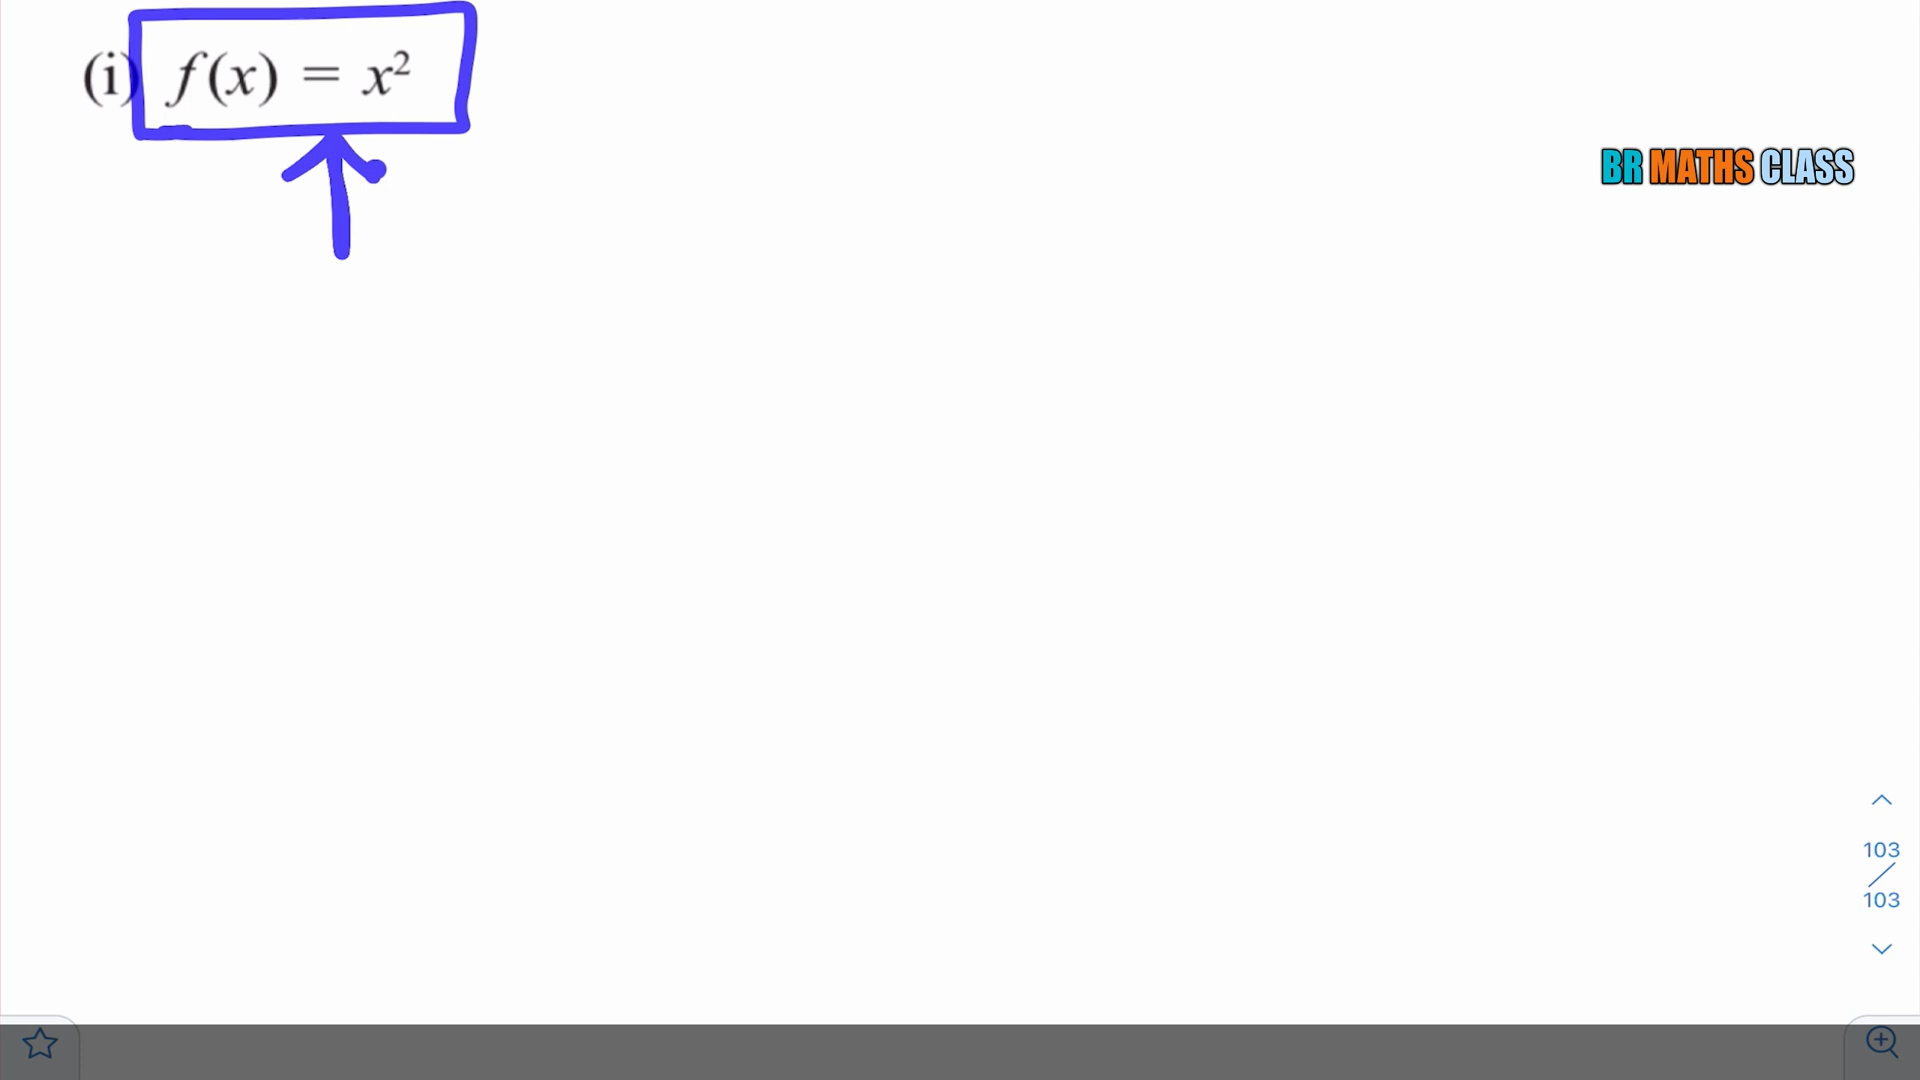 (i) f(x) = x²
BR MATHS CLASS
103
103